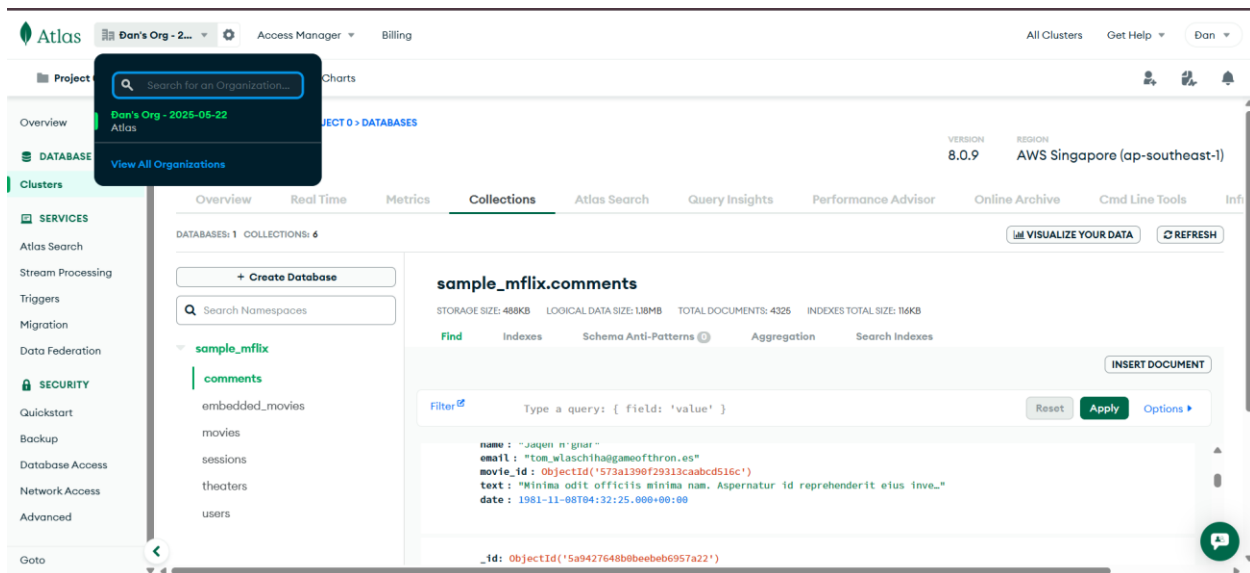 Atlas
Đan's Org - 2...
Access Manager
Billing
All Clusters
Get Help
Đan
Project
Charts
Search for an Organization...
Đan's Org - 2025-05-22
Atlas
View All Organizations
Overview
DATABASE
Clusters
SERVICES
Atlas Search
Stream Processing
Triggers
Migration
Data Federation
SECURITY
Quickstart
Backup
Database Access
Network Access
Advanced
Goto
JECT 0 > DATABASES
VERSION
8.0.9
REGION
AWS Singapore (ap-southeast-1)
Overview
Real Time
Metrics
Collections
Atlas Search
Query Insights
Performance Advisor
Online Archive
Cmd Line Tools
DATABASES: 1 COLLECTIONS: 6
VISUALIZE YOUR DATA
REFRESH
+ Create Database
Search Namespaces
sample_mflix
comments
embedded_movies
movies
sessions
theaters
users
sample_mflix.comments
STORAGE SIZE: 488KB LOGICAL DATA SIZE: 1.18MB TOTAL DOCUMENTS: 4325 INDEXES TOTAL SIZE: 116KB
Find
Indexes
Schema Anti-Patterns 0
Aggregation
Search Indexes
INSERT DOCUMENT
Filter
Type a query: { field: 'value' }
Reset
Apply
Options
name : "Jaqen H'ghar"
email : "tom_wlaschiha@gameofthron.es"
movie_id : ObjectId('573a1390f29313caabcd516c')
text : "Minima odit officiis minima nam. Aspernatur id reprehenderit eius inve…"
date : 1981-11-08T04:32:25.000+00:00
_id: ObjectId('5a9427648b0beebeb6957a22')